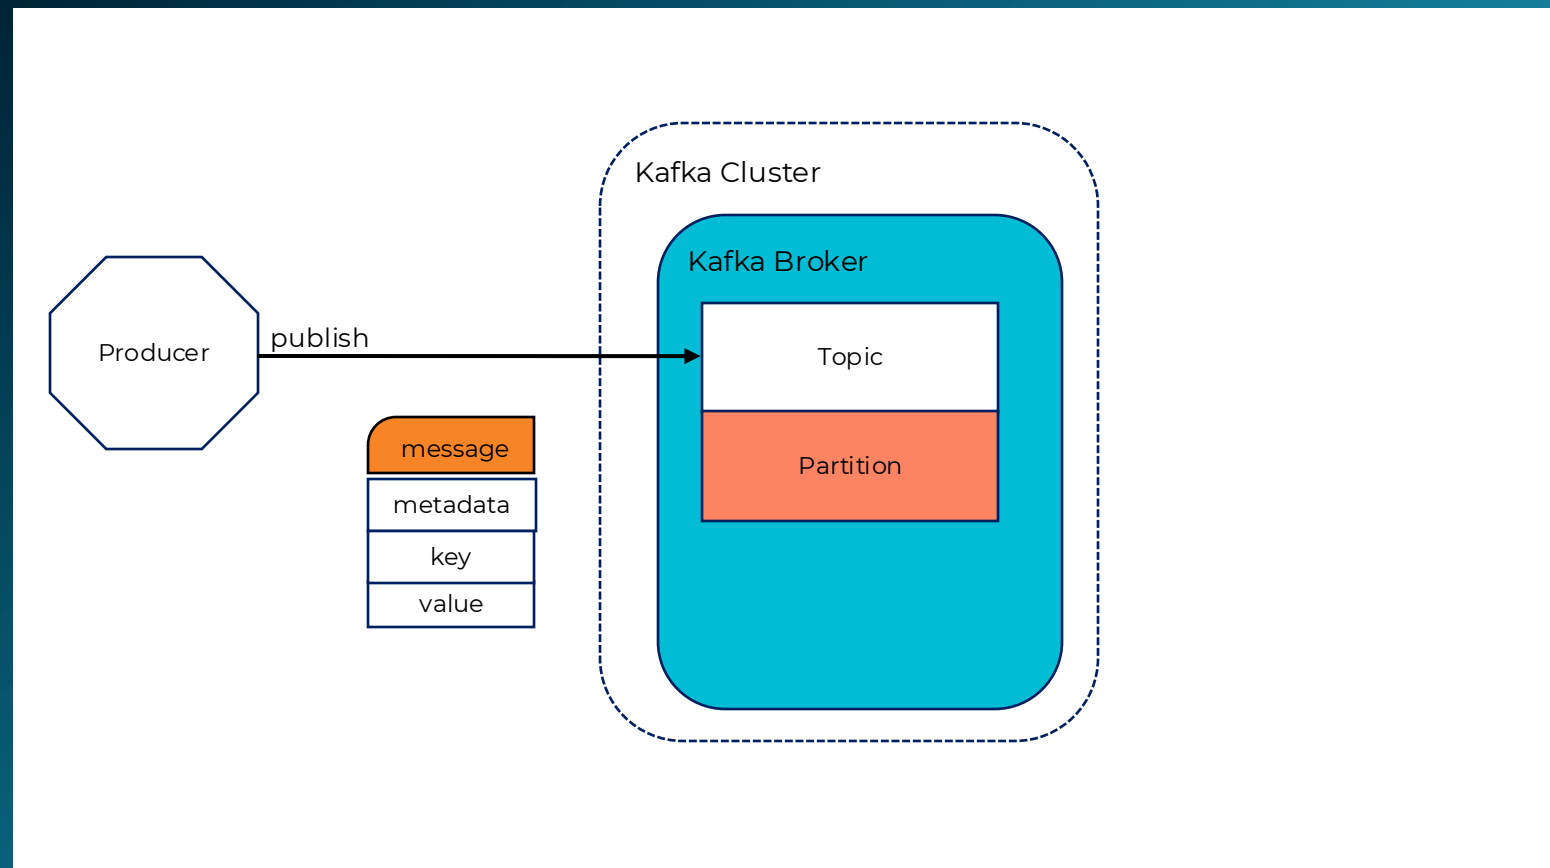 Kafka Cluster
Kafka Broker
Producer
publish
Topic
message
Partition
metadata
key
value